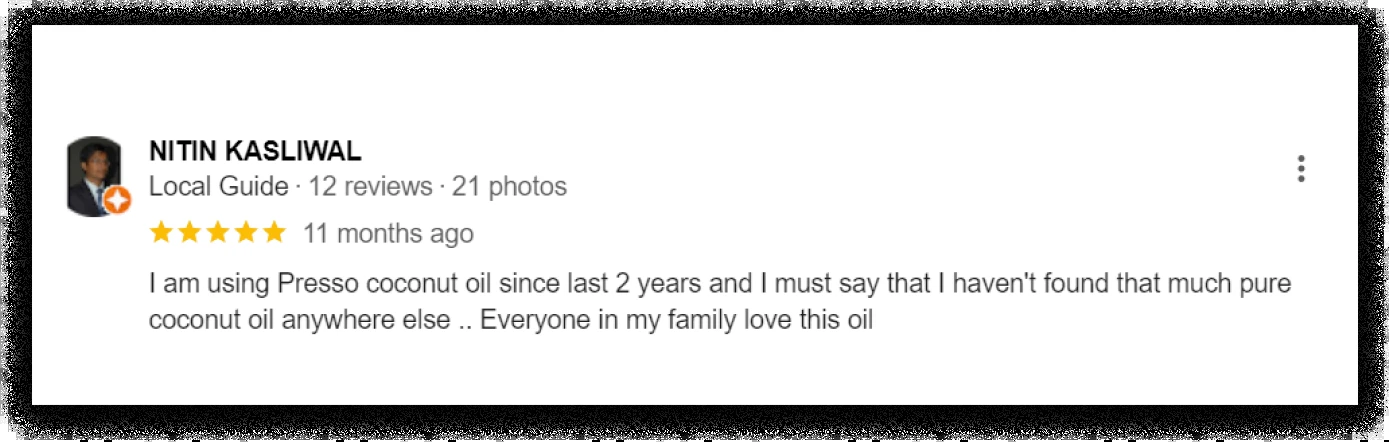 NITIN KASLIWAL
Local Guide · 12 reviews · 21 photos
11 months ago
I am using Presso coconut oil since last 2 years and I must say that I haven't found that much pure
coconut oil anywhere else .. Everyone in my family love this oil